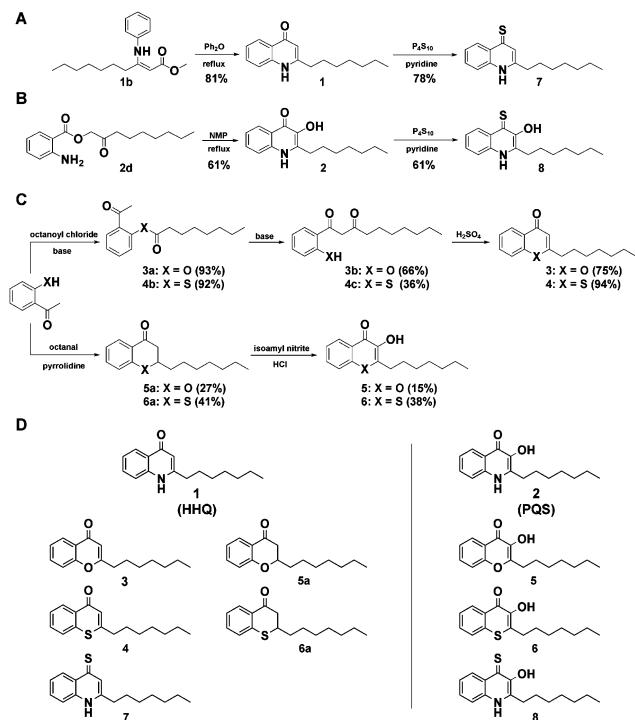 A
NH
O
O
1b
Ph₂O
reflux
81%
O
N
H
1
P₄S₁₀
pyridine
78%
S
N
H
7
B
O
O
NH₂
O
2d
NMP
reflux
61%
O
OH
N
H
2
P₄S₁₀
pyridine
61%
S
OH
N
H
8
C
XH
O
octanoyl chloride
base
O
X
O
3a: X = O (93%)
4b: X = S (92%)
base
O
O
XH
3b: X = O (66%)
4c: X = S (36%)
H₂SO₄
O
X
3: X = O (75%)
4: X = S (94%)
octanal
pyrrolidine
O
X
5a: X = O (27%)
6a: X = S (41%)
isoamyl nitrite
HCl
O
OH
X
5: X = O (15%)
6: X = S (38%)
D
O
N
H
1
(HHQ)
O
O
3
O
O
5a
O
S
4
O
S
6a
S
N
H
7
O
OH
N
H
2
(PQS)
O
OH
O
5
O
OH
S
6
S
OH
N
H
8